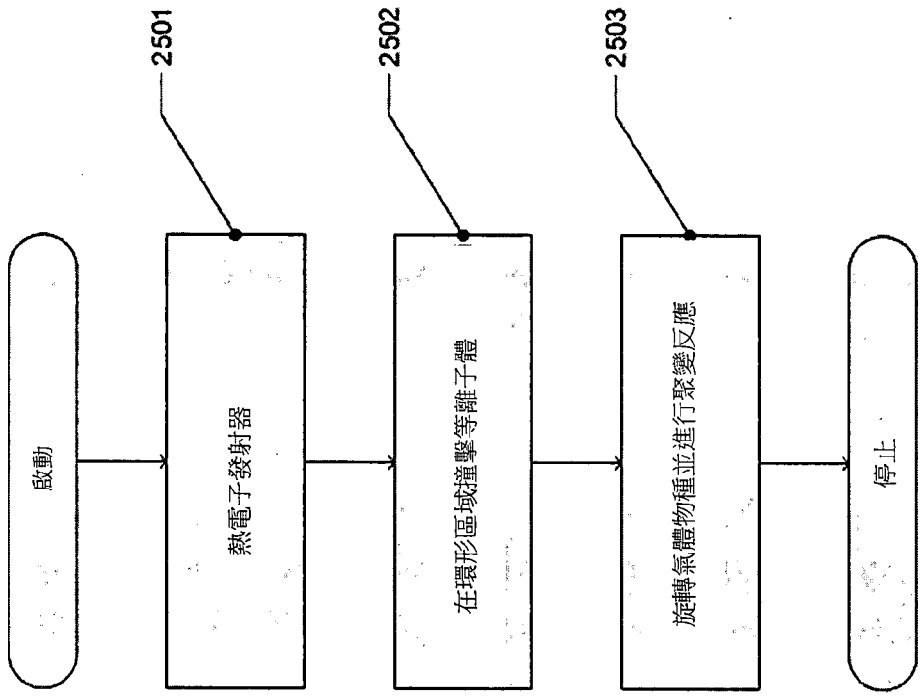 啟動
熱電子發射器
2501
在環形區域撞擊等離子體
2502
旋轉氣體物種並進行聚變反應
2503
停止